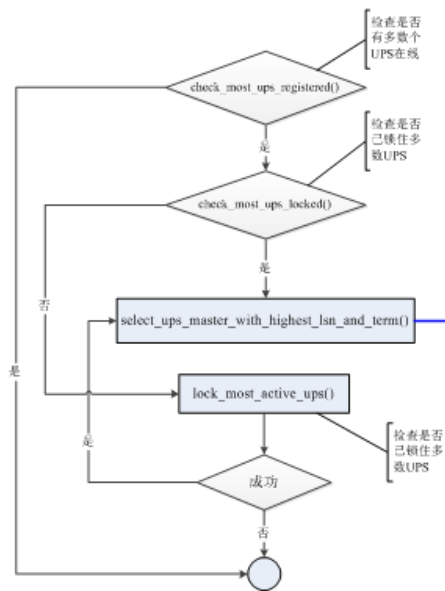 检查是否
有多数个
UPS在线
check_most_ups_registered()
是
检查是否
已锁住多
数UPS
check_most_ups_locked()
是
否
select_ups_master_with_highest_lsn_and_term()
是
lock_most_active_ups()
检查是否
已锁住多
数UPS
是
成功
否